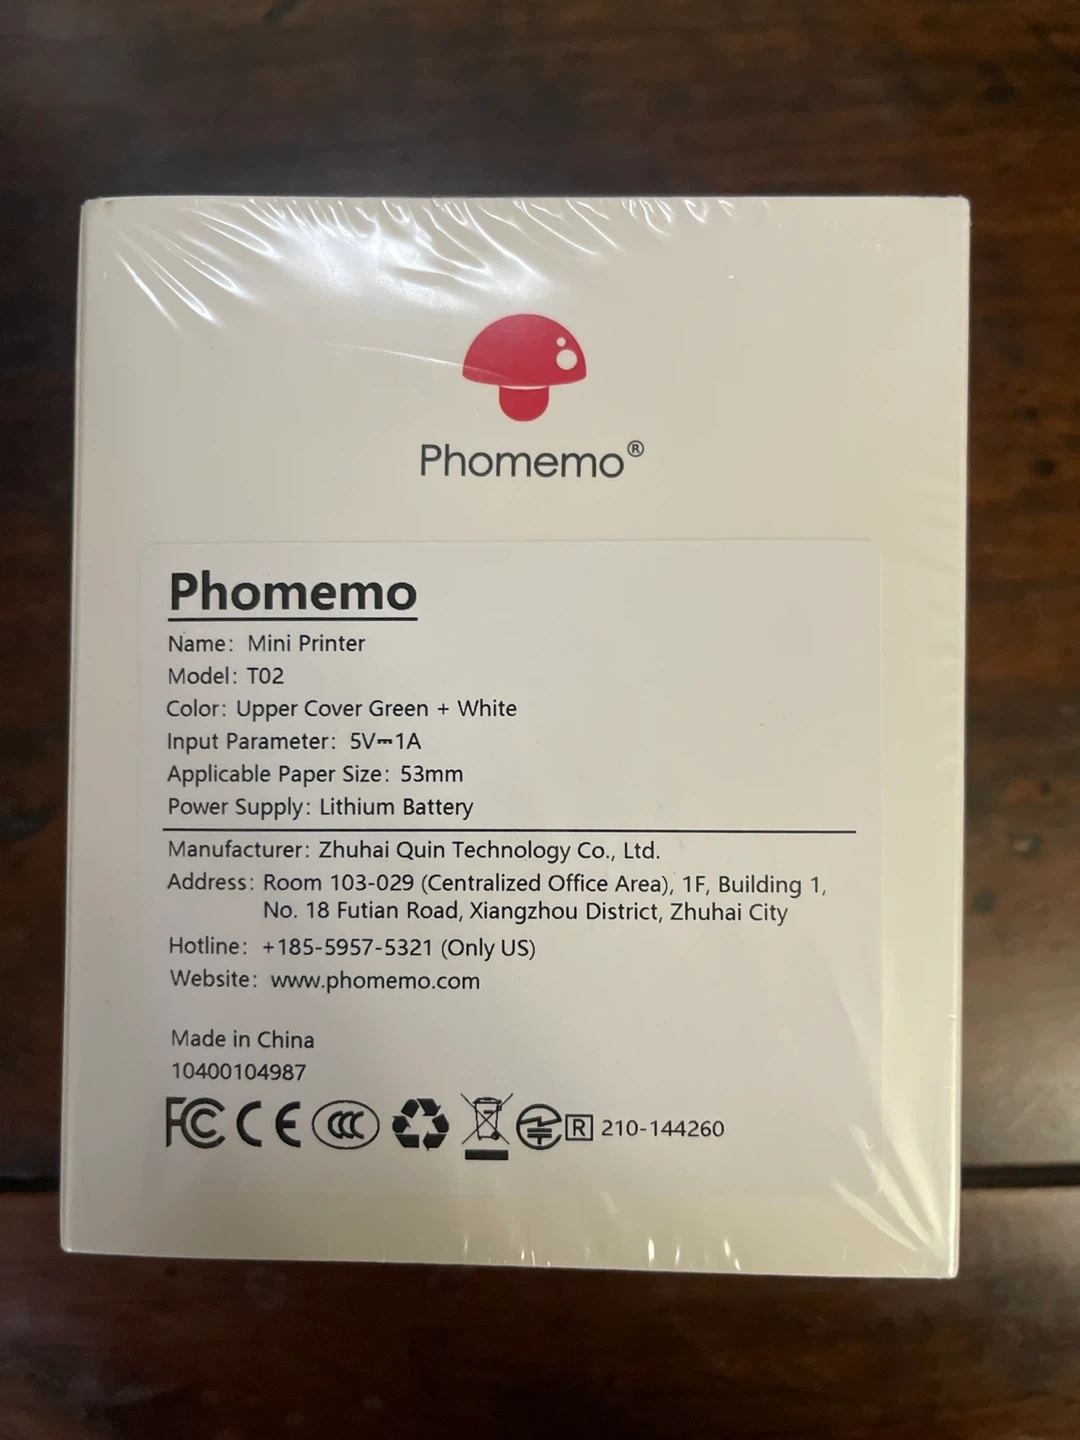 Phomemo®
Phomemo
Name: Mini Printer
Model: T02
Color: Upper Cover Green + White
Input Parameter: 5V⎓1A
Applicable Paper Size: 53mm
Power Supply: Lithium Battery
Manufacturer: Zhuhai Quin Technology Co., Ltd.
Address: Room 103-029 (Centralized Office Area), 1F, Building 1,
No. 18 Futian Road, Xiangzhou District, Zhuhai City
Hotline: +185-5957-5321 (Only US)
Website: www.phomemo.com
Made in China
10400104987
FC CE CCC R 210-144260